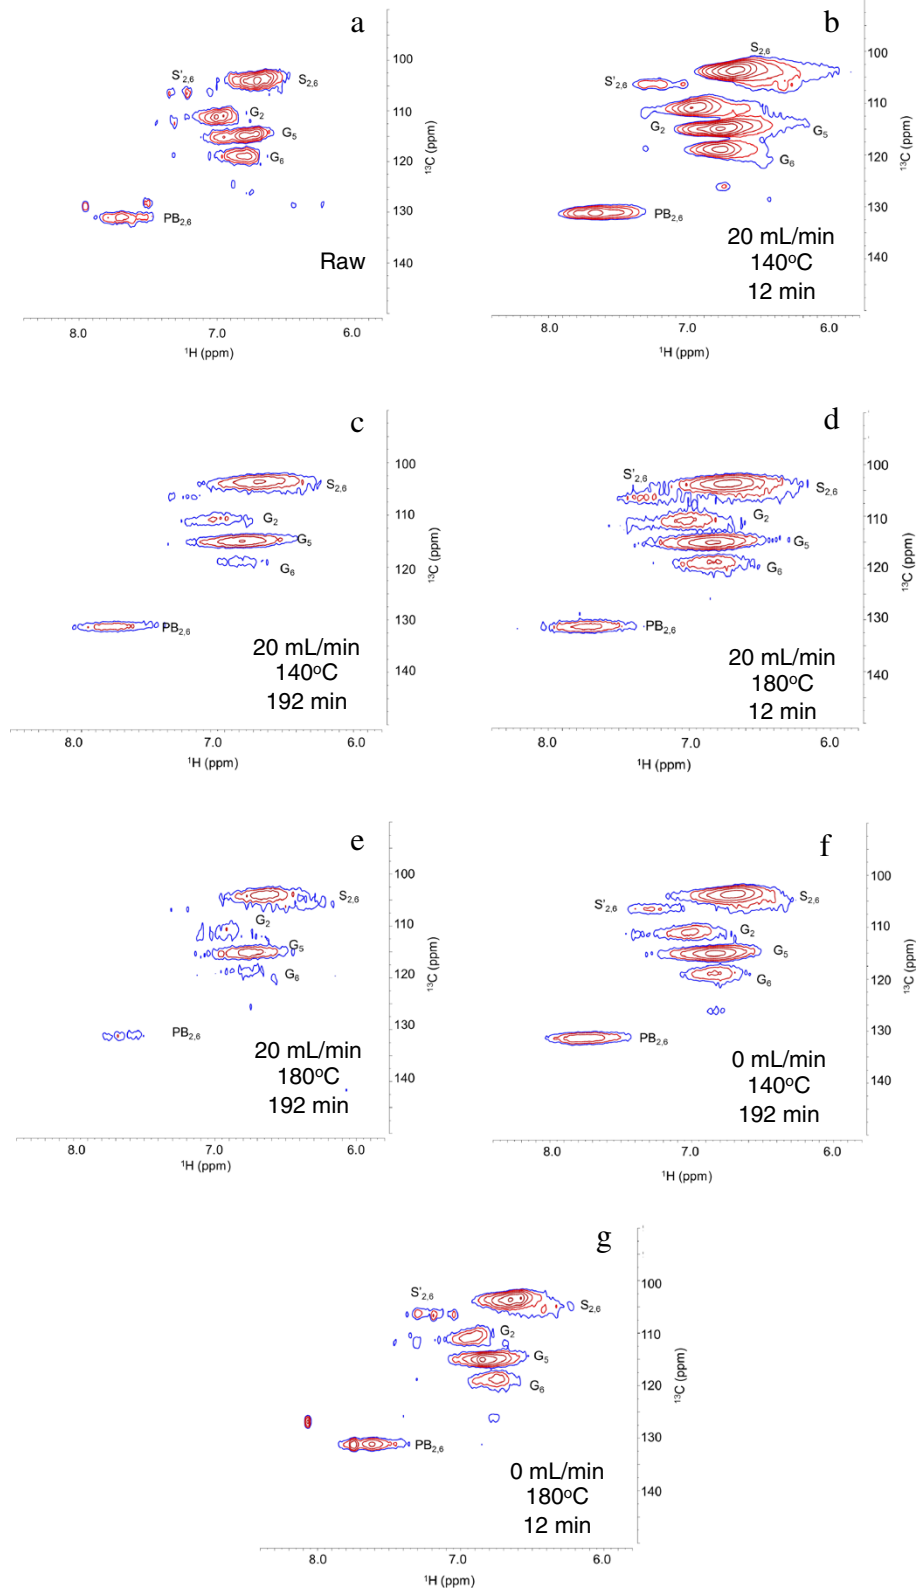 a
S'2,6
S2,6
G2
G5
G6
PB2,6
Raw
100
110
120
130
140
13C (ppm)
8.0 7.0 6.0
1H (ppm)
b
S2,6
S'2,6
G2
G5
G6
PB2,6
20 mL/min
140oC
12 min
100
110
120
130
140
13C (ppm)
8.0 7.0 6.0
1H (ppm)
c
S2,6
G2
G5
G6
PB2,6
20 mL/min
140oC
192 min
100
110
120
130
140
13C (ppm)
8.0 7.0 6.0
1H (ppm)
d
S'2,6
S2,6
G2
G5
G6
PB2,6
20 mL/min
180oC
12 min
100
110
120
130
140
13C (ppm)
8.0 7.0 6.0
1H (ppm)
e
S2,6
G2
G5
G6
PB2,6
20 mL/min
180oC
192 min
100
110
120
130
140
13C (ppm)
8.0 7.0 6.0
1H (ppm)
f
S2,6
S'2,6
G2
G5
G6
PB2,6
0 mL/min
140oC
192 min
100
110
120
130
140
13C (ppm)
8.0 7.0 6.0
1H (ppm)
g
S'2,6
S2,6
G2
G5
G6
PB2,6
0 mL/min
180oC
12 min
100
110
120
130
140
13C (ppm)
8.0 7.0 6.0
1H (ppm)